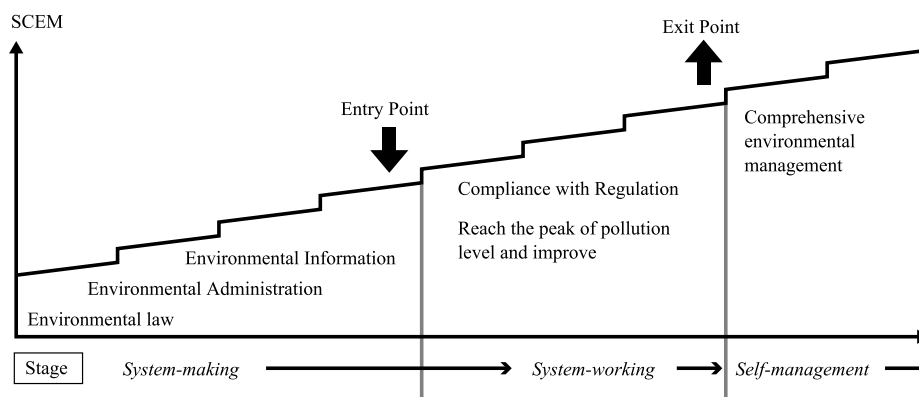 SCEM
Exit Point
Entry Point
Comprehensive
environmental
management
Compliance with Regulation
Reach the peak of pollution
level and improve
Environmental Information
Environmental Administration
Environmental law
Stage
System-making
System-working
Self-management